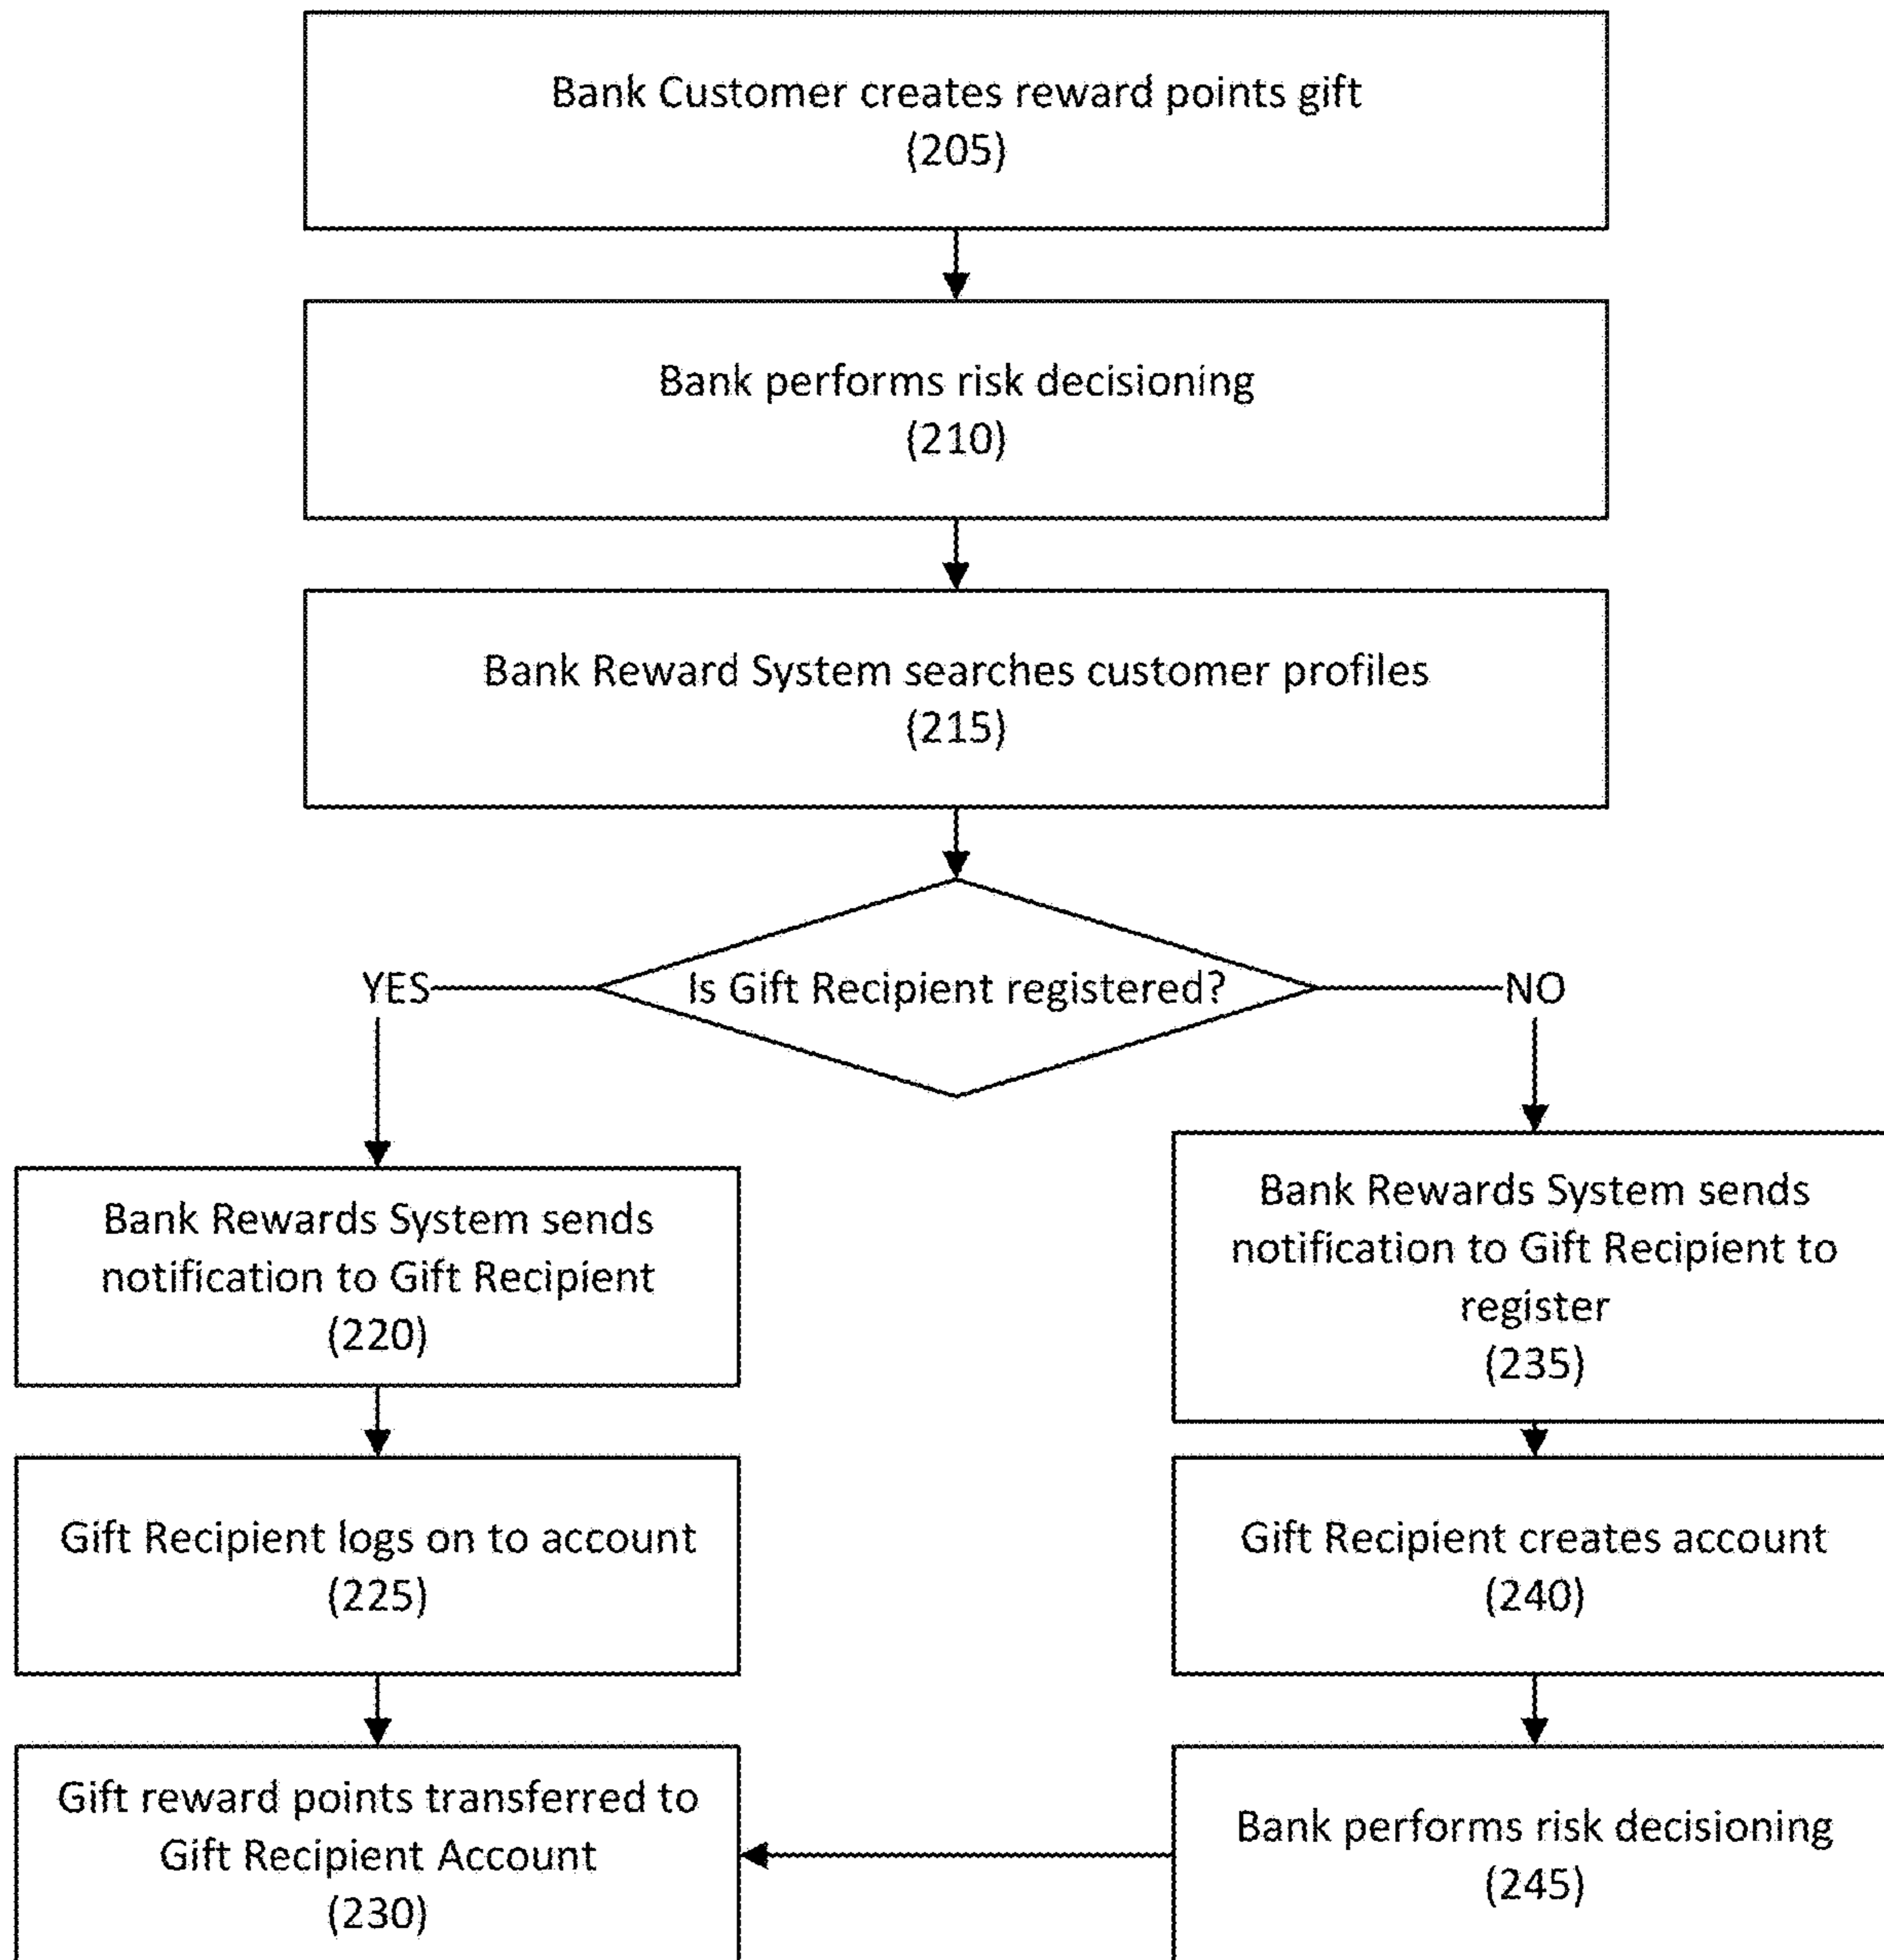 Bank Customer creates reward points gift
(205)
Bank performs risk decisioning
(210)
Bank Reward System searches customer profiles
(215)
Is Gift Recipient registered?
YES
NO
Bank Rewards System sends
notification to Gift Recipient
(220)
Bank Rewards System sends
notification to Gift Recipient to
register
(235)
Gift Recipient logs on to account
(225)
Gift Recipient creates account
(240)
Gift reward points transferred to
Gift Recipient Account
(230)
Bank performs risk decisioning
(245)